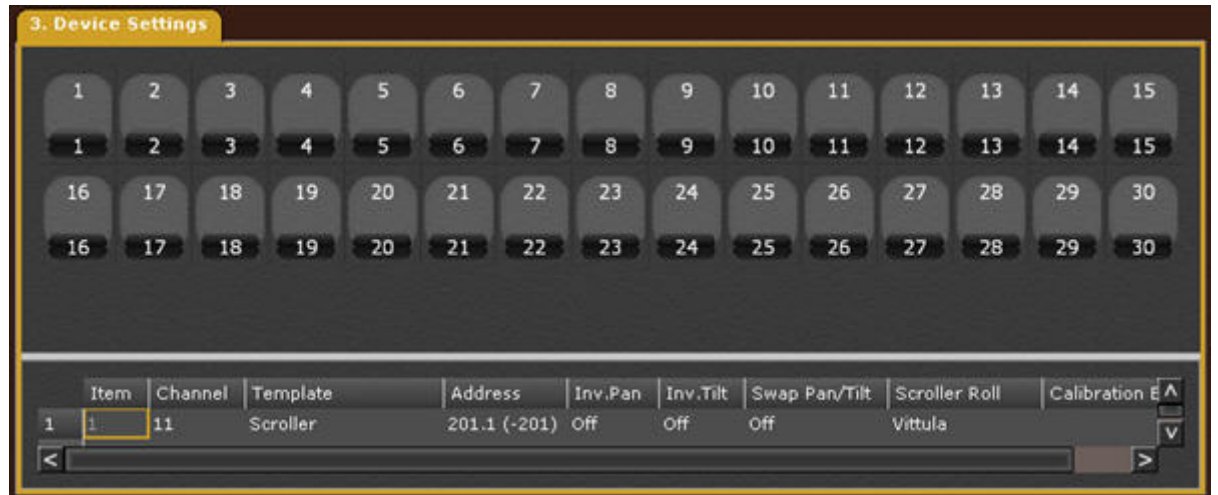 3. Device Settings
1 2 3 4 5 6 7 8 9 10 11 12 13 14 15
1 2 3 4 5 6 7 8 9 10 11 12 13 14 15
16 17 18 19 20 21 22 23 24 25 26 27 28 29 30
16 17 18 19 20 21 22 23 24 25 26 27 28 29 30
Item Channel Template Address Inv.Pan Inv.Tilt Swap Pan/Tilt Scroller Roll Calibration
1 1 11 Scroller 201.1 (-201) Off Off Off Vittula